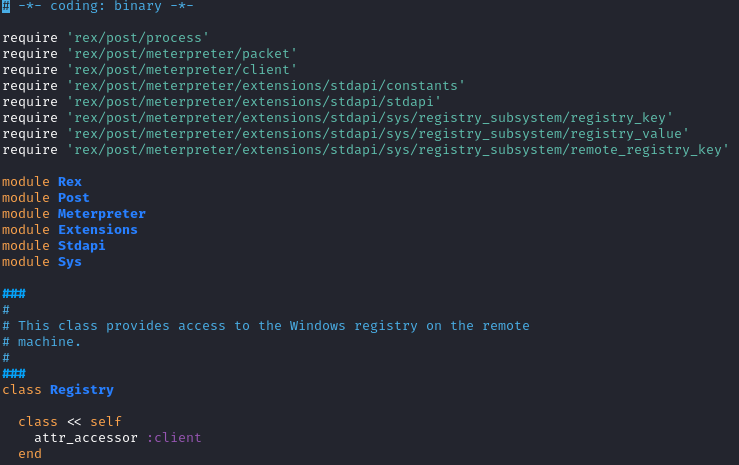 # -*- coding: binary -*-
require 'rex/post/process'
require 'rex/post/meterpreter/packet'
require 'rex/post/meterpreter/client'
require 'rex/post/meterpreter/extensions/stdapi/constants'
require 'rex/post/meterpreter/extensions/stdapi/stdapi'
require 'rex/post/meterpreter/extensions/stdapi/sys/registry_subsystem/registry_key'
require 'rex/post/meterpreter/extensions/stdapi/sys/registry_subsystem/registry_value'
require 'rex/post/meterpreter/extensions/stdapi/sys/registry_subsystem/remote_registry_key'
module Rex
module Post
module Meterpreter
module Extensions
module Stdapi
module Sys
###
#
# This class provides access to the Windows registry on the remote
# machine.
#
###
class Registry
  class << self
    attr_accessor :client
  end